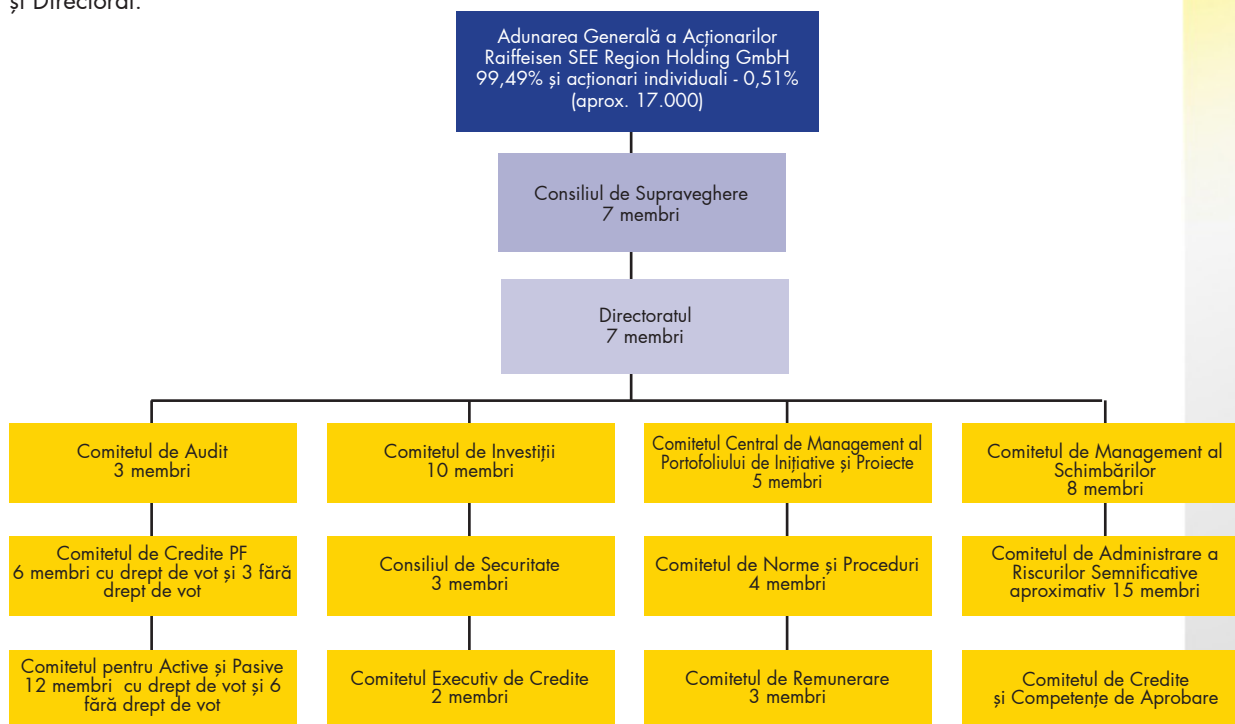 și Directorat.
Adunarea Generală a Acționarilor
Raiffeisen SEE Region Holding GmbH
99,49% și acționari individuali - 0,51%
(aprox. 17.000)
Consiliul de Supraveghere
7 membri
Directoratul
7 membri
Comitetul de Audit
3 membri
Comitetul de Investiții
10 membri
Comitetul Central de Management al
Portofoliului de Inițiative și Proiecte
5 membri
Comitetul de Management al
Schimbărilor
8 membri
Comitetul de Credite PF
6 membri cu drept de vot și 3 fără
drept de vot
Consiliul de Securitate
3 membri
Comitetul de Norme și Proceduri
4 membri
Comitetul de Administrare a
Riscurilor Semnificative
aproximativ 15 membri
Comitetul pentru Active și Pasive
12 membri cu drept de vot și 6
fără drept de vot
Comitetul Executiv de Credite
2 membri
Comitetul de Remunerare
3 membri
Comitetul de Credite
și Competențe de Aprobare